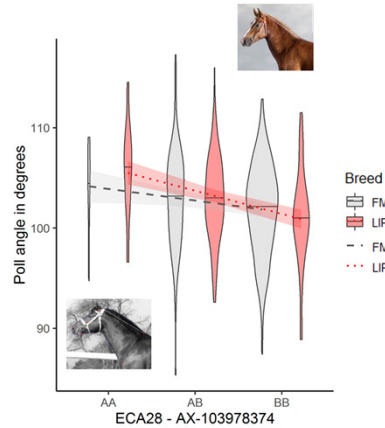 110
100
90
Poll angle in degrees
AA
AB
BB
ECA28 - AX-103978374
Breed
FM
LIP
FM
LIP